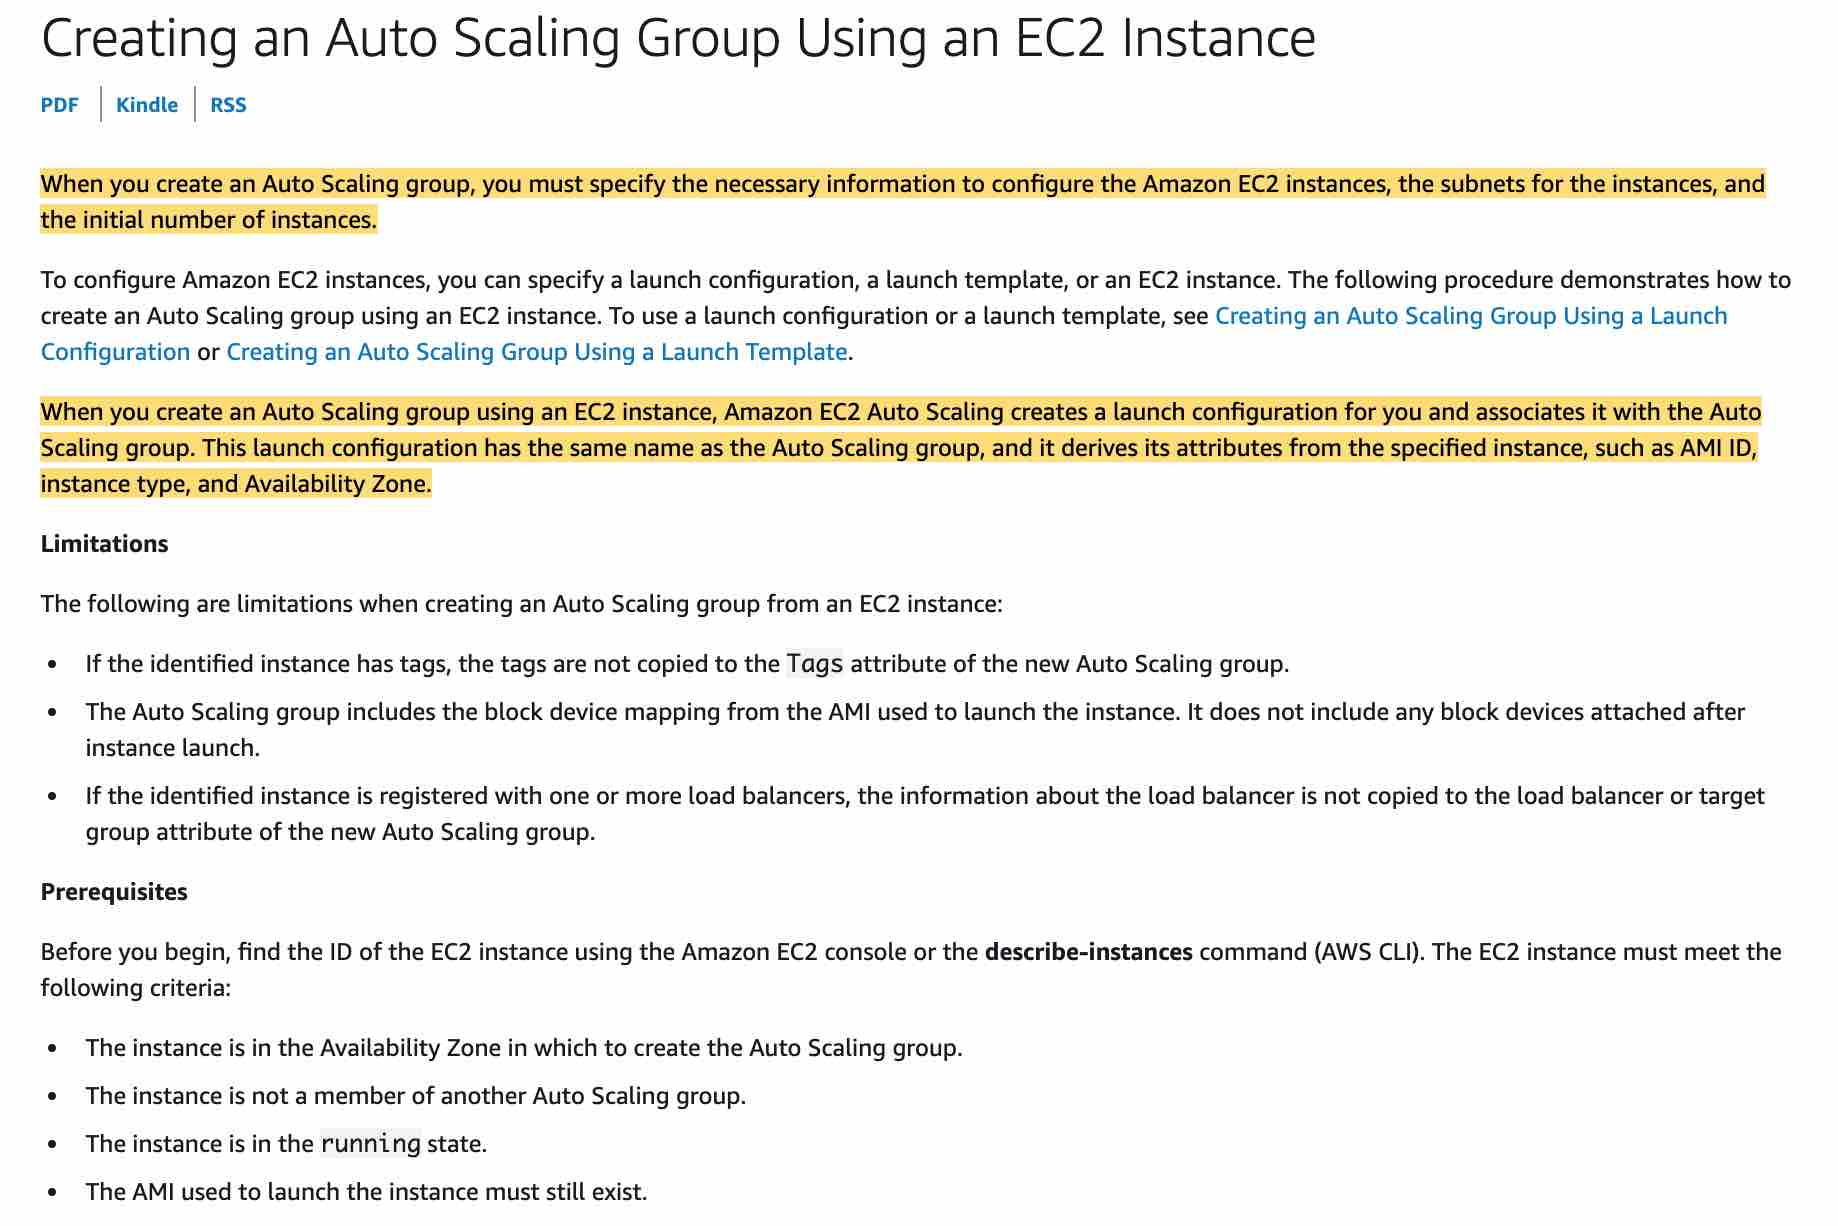 Creating an Auto Scaling Group Using an EC2 Instance
PDF | Kindle | RSS
When you create an Auto Scaling group, you must specify the necessary information to configure the Amazon EC2 instances, the subnets for the instances, and
the initial number of instances.
To configure Amazon EC2 instances, you can specify a launch configuration, a launch template, or an EC2 instance. The following procedure demonstrates how to
create an Auto Scaling group using an EC2 instance. To use a launch configuration or a launch template, see Creating an Auto Scaling Group Using a Launch
Configuration or Creating an Auto Scaling Group Using a Launch Template.
When you create an Auto Scaling group using an EC2 instance, Amazon EC2 Auto Scaling creates a launch configuration for you and associates it with the Auto
Scaling group. This launch configuration has the same name as the Auto Scaling group, and it derives its attributes from the specified instance, such as AMI ID,
instance type, and Availability Zone.
Limitations
The following are limitations when creating an Auto Scaling group from an EC2 instance:
• If the identified instance has tags, the tags are not copied to the Tags attribute of the new Auto Scaling group.
• The Auto Scaling group includes the block device mapping from the AMI used to launch the instance. It does not include any block devices attached after
instance launch.
• If the identified instance is registered with one or more load balancers, the information about the load balancer is not copied to the load balancer or target
group attribute of the new Auto Scaling group.
Prerequisites
Before you begin, find the ID of the EC2 instance using the Amazon EC2 console or the describe-instances command (AWS CLI). The EC2 instance must meet the
following criteria:
• The instance is in the Availability Zone in which to create the Auto Scaling group.
• The instance is not a member of another Auto Scaling group.
• The instance is in the running state.
• The AMI used to launch the instance must still exist.